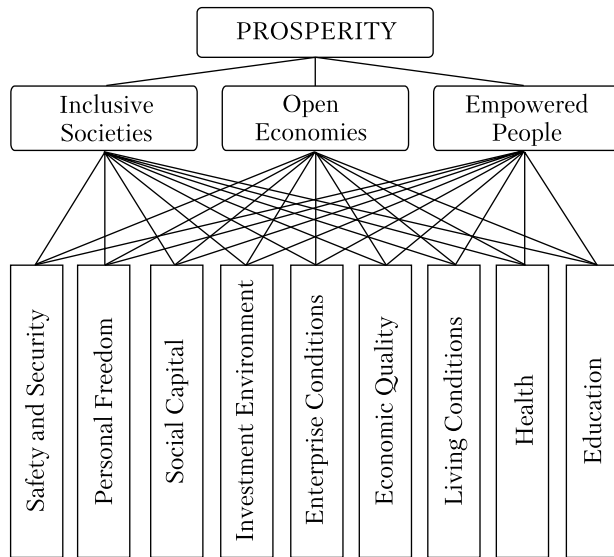 PROSPERITY
Inclusive
Societies
Open
Economies
Empowered
People
Safety and Security
Personal Freedom
Social Capital
Investment Environment
Enterprise Conditions
Economic Quality
Living Conditions
Health
Education